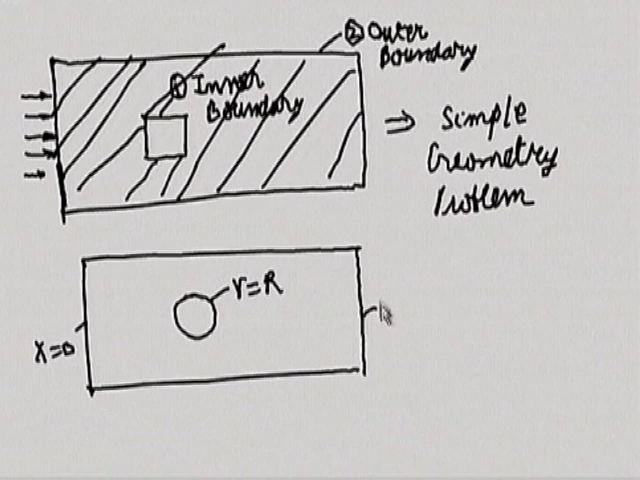 ② Outer
Boundary
① Inner
Boundary
⇒ Simple
Geometry
Problem
r=R
x=0